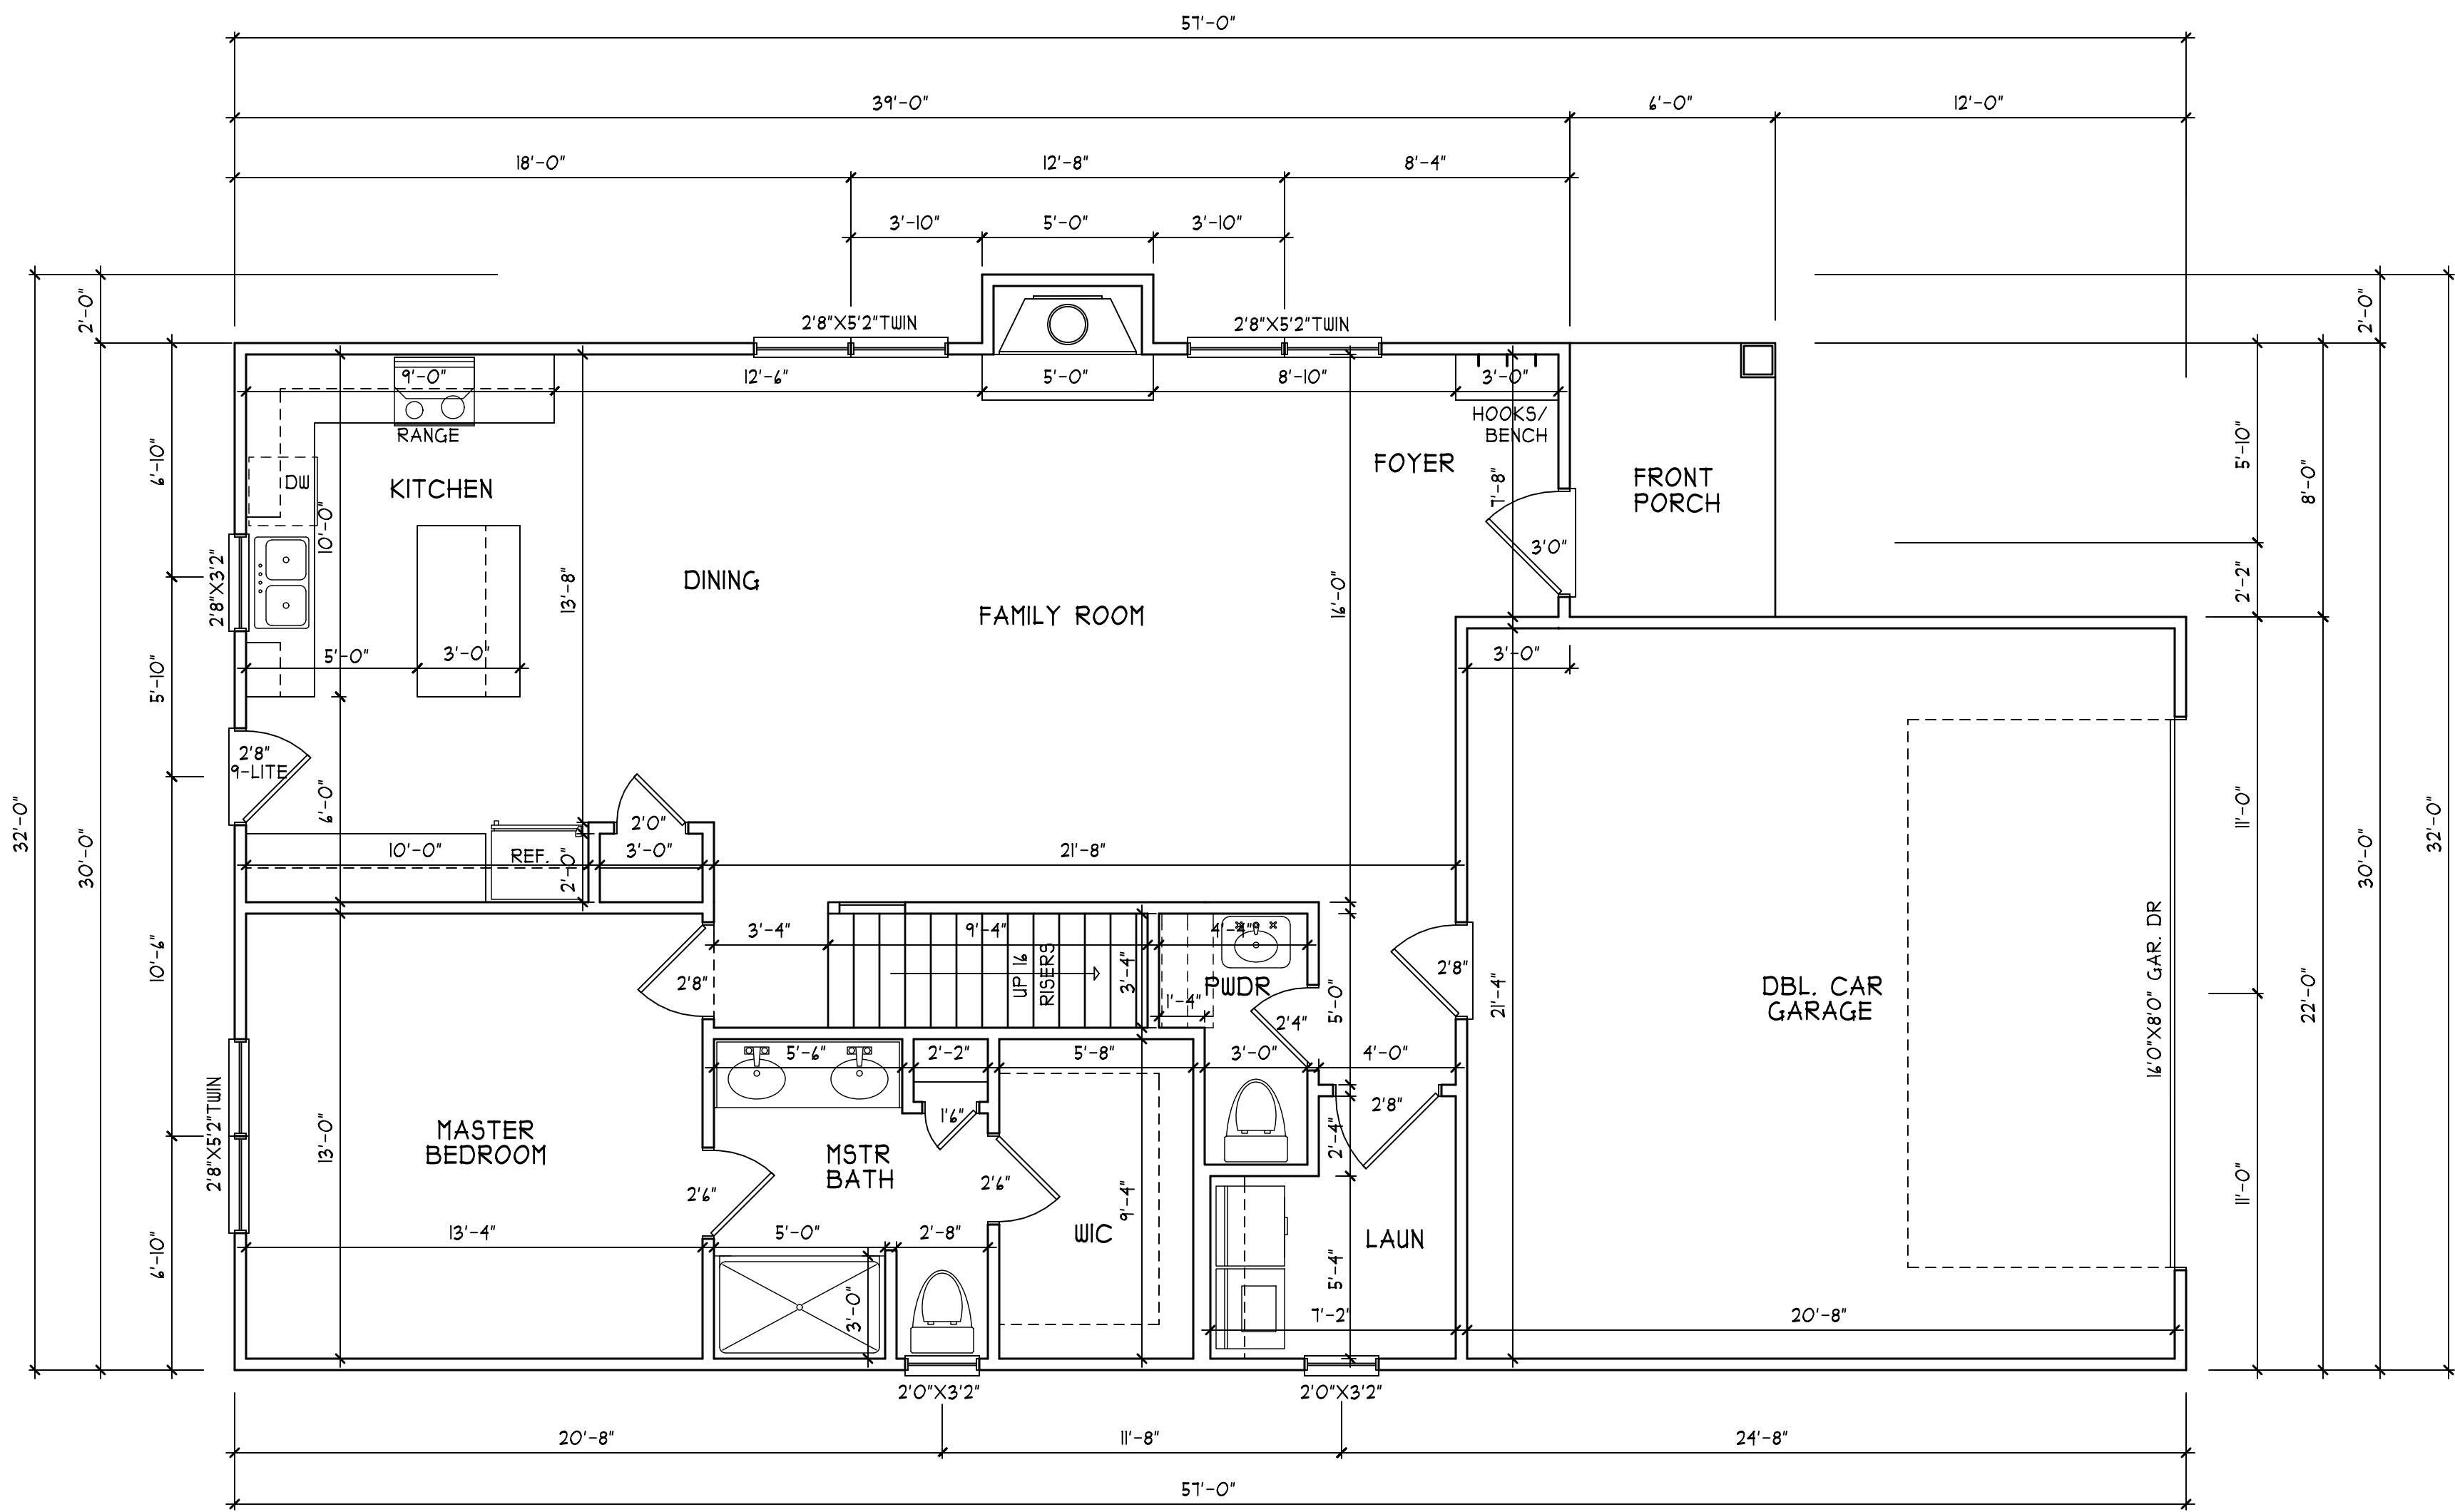 57'-0"
39'-0"
6'-0"
12'-0"
18'-0"
12'-8"
8'-4"
3'-10"
5'-0"
3'-10"
2'-0"
2'-0"
2'8"X5'2"TWIN
2'8"X5'2"TWIN
9'-0"
12'-6"
5'-0"
8'-10"
3'-0"
RANGE
HOOKS/
BENCH
6'-10"
5'-10"
FOYER
DW
KITCHEN
7'-8"
FRONT
PORCH
8'-0"
10'-0"
3'0"
2'8"X3'2"
13'-8"
DINING
16'-0"
2'-2"
FAMILY ROOM
5'-0"
3'-0"
3'-0"
5'-10"
2'8"
9-LITE
6'-0"
32'-0"
30'-0"
2'0"
11'-0"
30'-0"
32'-0"
10'-0"
REF.
2'-0"
3'-0"
21'-8"
10'-6"
3'-4"
9'-4"
4'-4"
2'8"
UP 16
RISERS
3'-4"
PWDR
1'-4"
2'4"
5'-0"
2'8"
21'-4"
DBL. CAR
GARAGE
16'0"X8'0" GAR. DR
22'-0"
5'-6"
2'-2"
5'-8"
3'-0"
4'-0"
2'8"X5'2"TWIN
13'-0"
MASTER
BEDROOM
1'6"
2'8"
MSTR
BATH
2'-4"
2'6"
2'6"
9'-4"
11'-0"
13'-4"
5'-0"
2'-8"
WIC
LAUN
6'-10"
5'-4"
3'-0"
7'-2"
20'-8"
2'0"X3'2"
2'0"X3'2"
20'-8"
11'-8"
24'-8"
57'-0"